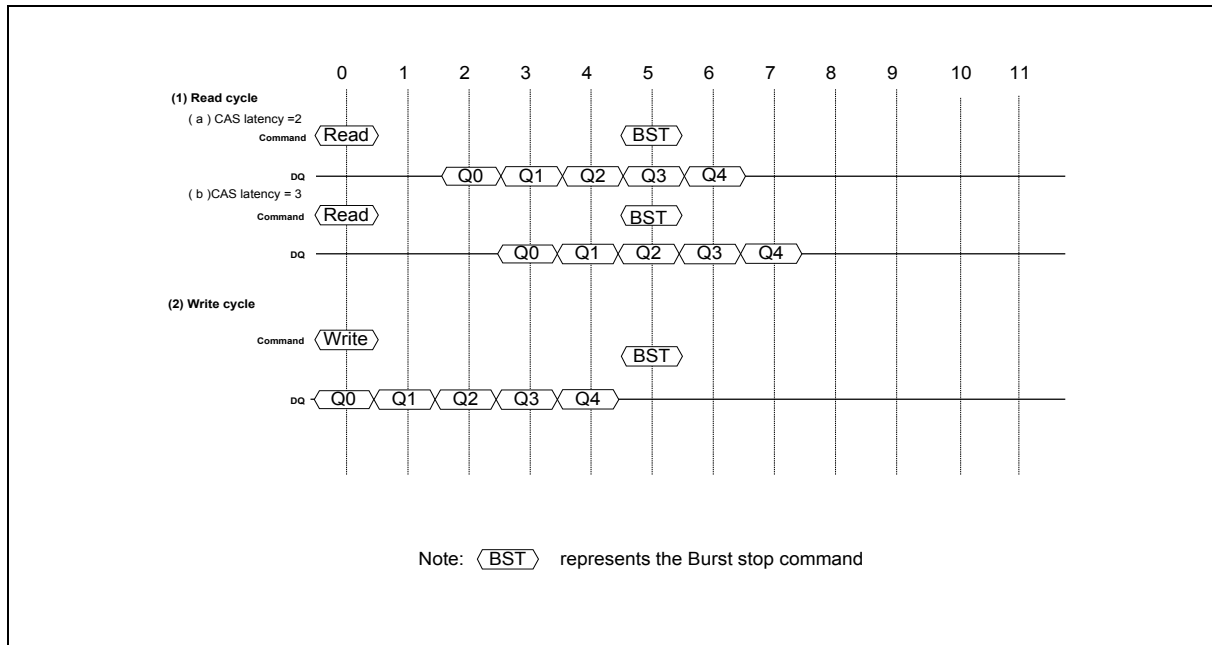 0 1 2 3 4 5 6 7 8 9 10 11
(1) Read cycle
( a ) CAS latency =2
Command Read BST
DQ Q0 Q1 Q2 Q3 Q4
( b )CAS latency = 3
Command Read BST
DQ Q0 Q1 Q2 Q3 Q4
(2) Write cycle
Command Write BST
DQ Q0 Q1 Q2 Q3 Q4
Note: BST represents the Burst stop command